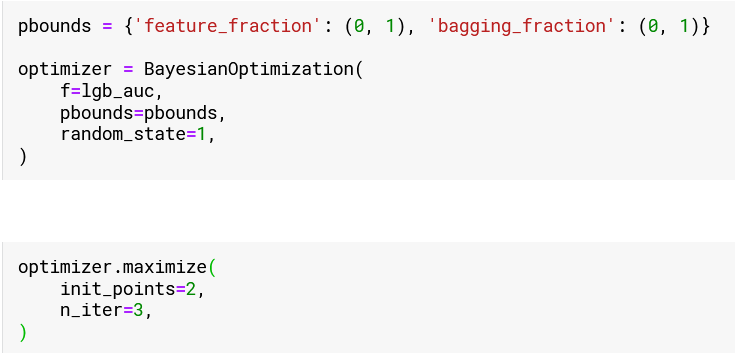 pbounds = {'feature_fraction': (0, 1), 'bagging_fraction': (0, 1)}
optimizer = BayesianOptimization(
    f=lgb_auc,
    pbounds=pbounds,
    random_state=1,
)
optimizer.maximize(
    init_points=2,
    n_iter=3,
)